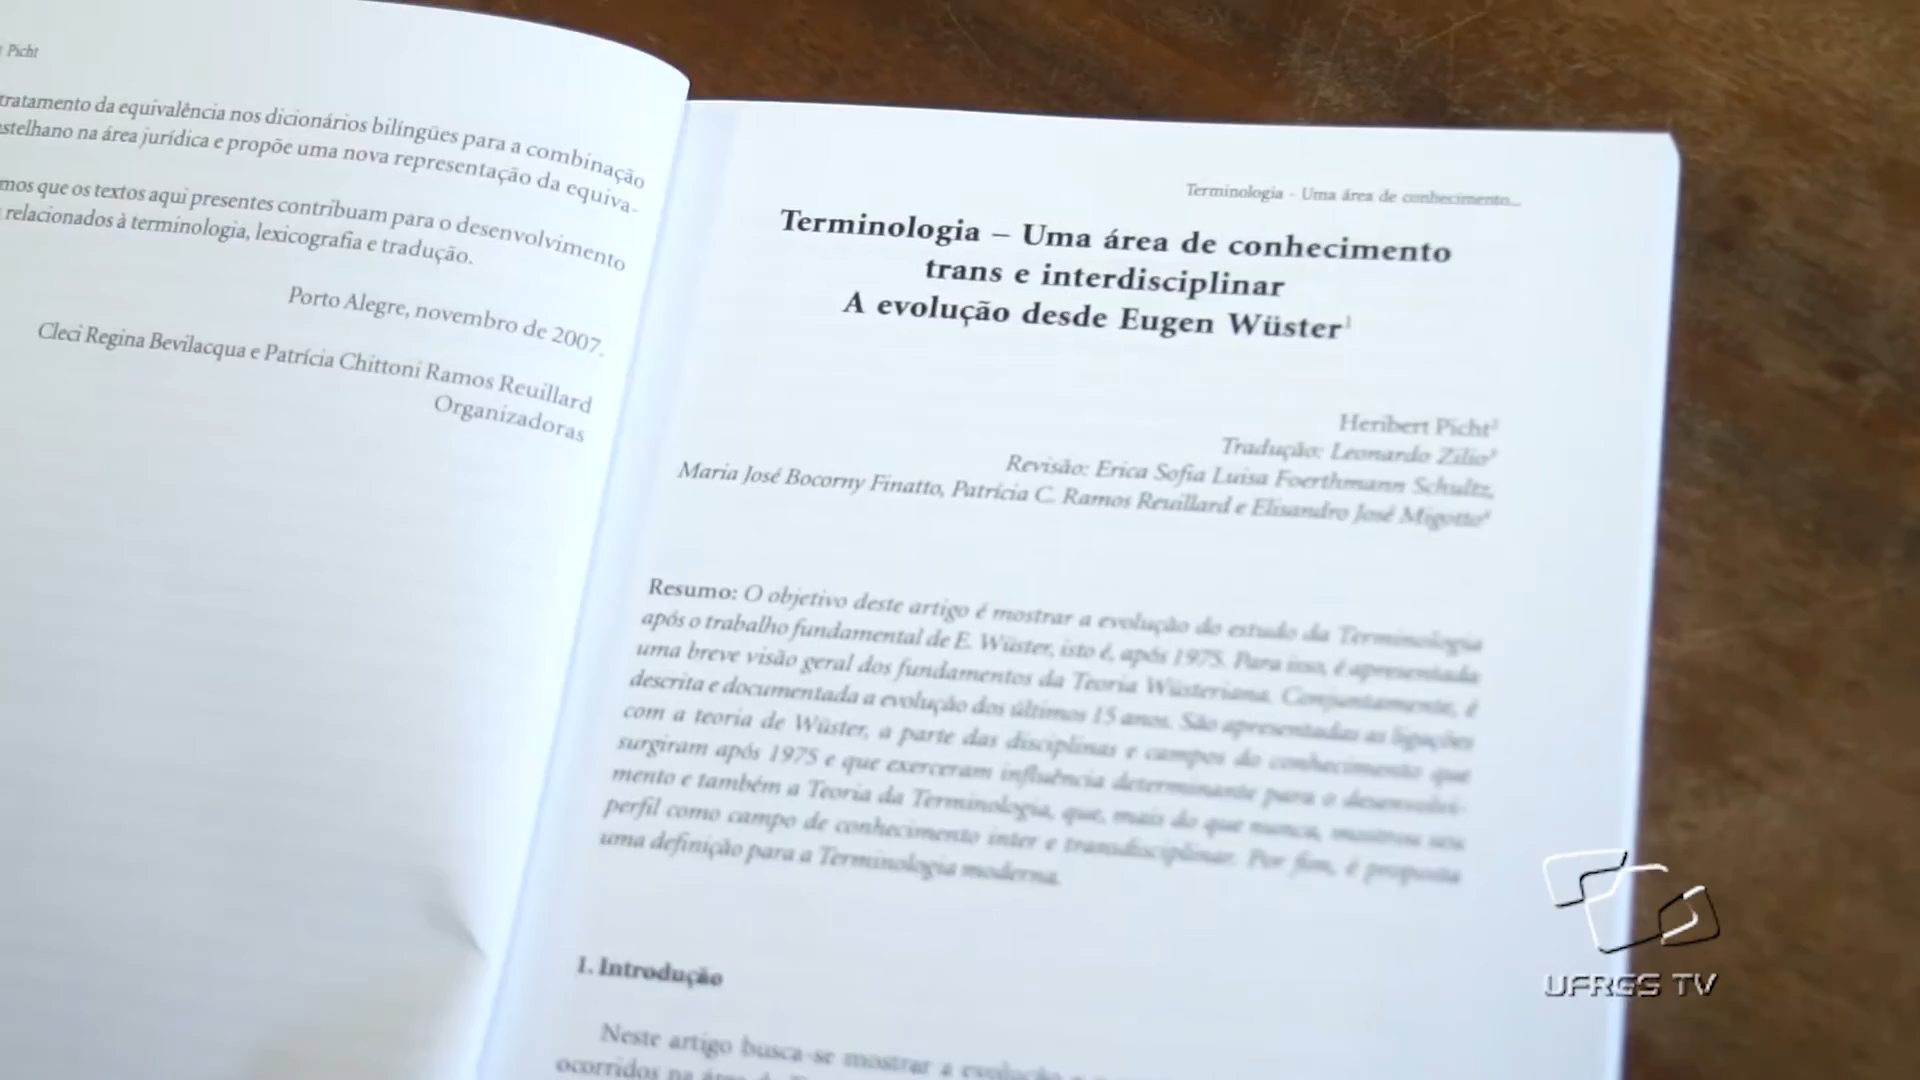 t Picht
tratamento da equivalência nos dicionários bilíngües para a combinação
stelhano na área jurídica e propõe uma nova representação da equiva-
mos que os textos aqui presentes contribuam para o desenvolvimento
relacionados à terminologia, lexicografia e tradução.
Porto Alegre, novembro de 2007.
Cleci Regina Bevilacqua e Patrícia Chittoni Ramos Reuillard
Organizadoras
Terminologia - Uma área de conhecimento...
Terminologia – Uma área de conhecimento
trans e interdisciplinar
A evolução desde Eugen Wüster¹
Heribert Picht²
Tradução: Leonardo Zilio³
Revisão: Erica Sofia Luisa Foerthmann Schultz,
Maria José Bocorny Finatto, Patrícia C. Ramos Reuillard e Elisandro José Migotto⁴
Resumo: O objetivo deste artigo é mostrar a evolução do estudo da Terminologia
após o trabalho fundamental de E. Wüster, isto é, após 1975. Para isso, é apresentada
uma breve visão geral dos fundamentos da Teoria Wüsteriana. Conjuntamente, é
descrita e documentada a evolução dos últimos 15 anos. São apresentadas as ligações
com a teoria de Wüster, a parte das disciplinas e campos do conhecimento que
surgiram após 1975 e que exerceram influência determinante para o desenvolvi-
mento e também a Teoria da Terminologia, que, mais do que nunca, mostrou seu
perfil como campo de conhecimento inter e transdisciplinar. Por fim, é proposta
uma definição para a Terminologia moderna.
1. Introdução
Neste artigo busca-se mostrar a evolução
ocorridos na área
UFRGS TV